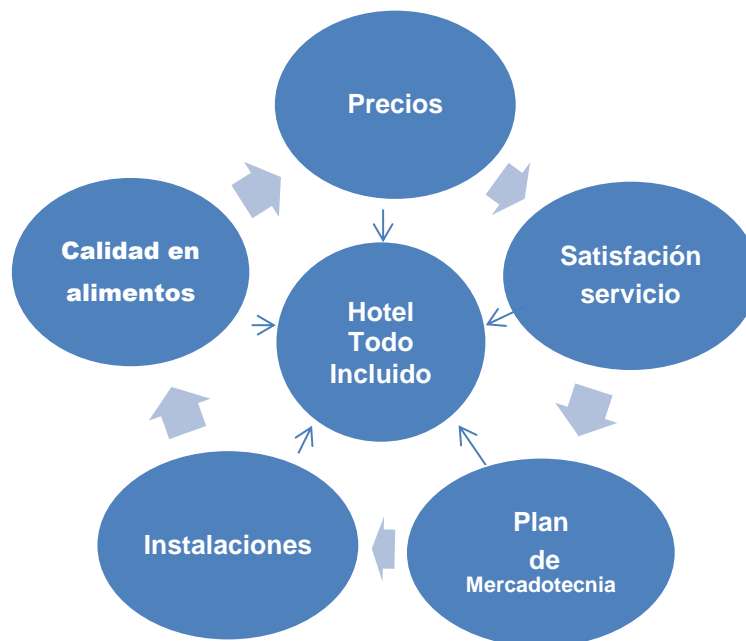 Precios
Satisfación
servicio
Plan
de
Mercadotecnia
Instalaciones
Calidad en
alimentos
Hotel
Todo
Incluido